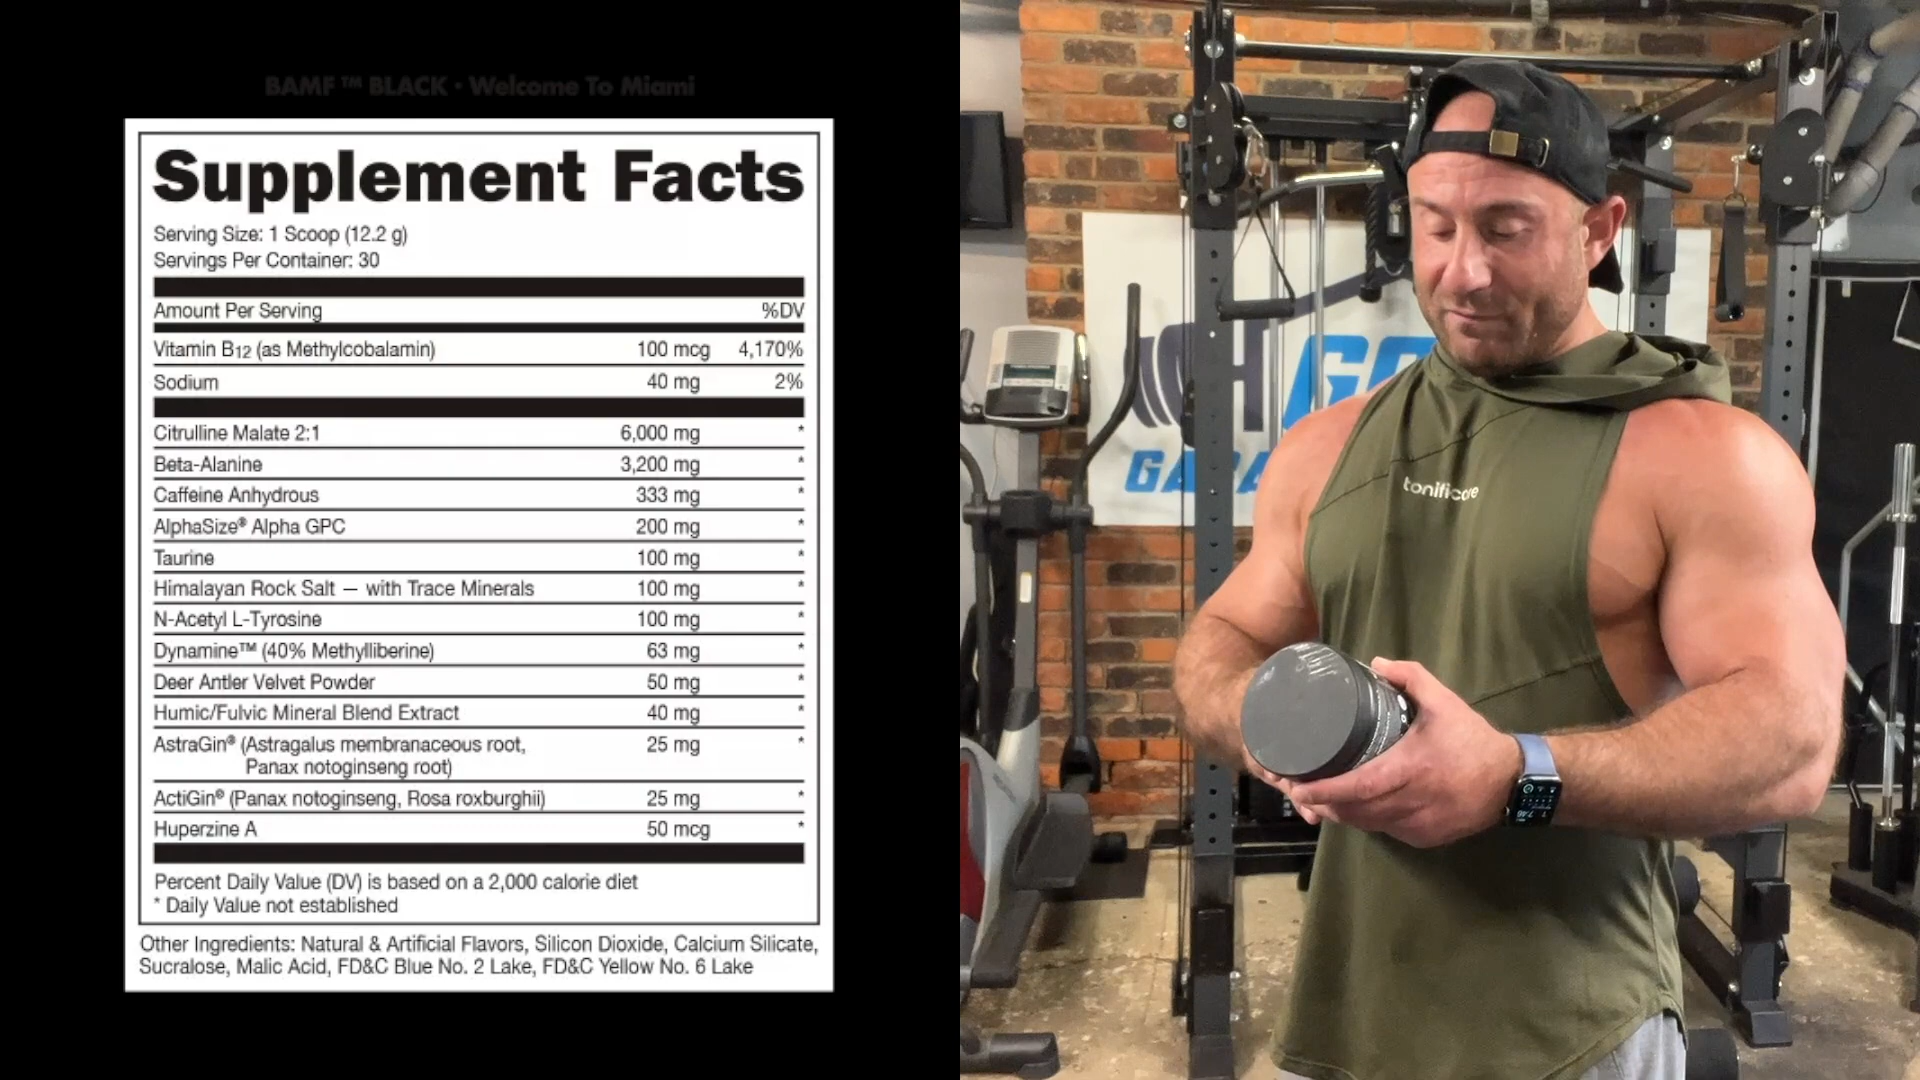 BAMF™ BLACK • Welcome To Miami
Supplement Facts
Serving Size: 1 Scoop (12.2 g)
Servings Per Container: 30
Amount Per Serving %DV
Vitamin B12 (as Methylcobalamin) 100 mcg 4,170%
Sodium 40 mg 2%
Citrulline Malate 2:1 6,000 mg *
Beta-Alanine 3,200 mg *
Caffeine Anhydrous 333 mg *
AlphaSize® Alpha GPC 200 mg *
Taurine 100 mg *
Himalayan Rock Salt — with Trace Minerals 100 mg *
N-Acetyl L-Tyrosine 100 mg *
Dynamine™ (40% Methylliberine) 63 mg *
Deer Antler Velvet Powder 50 mg *
Humic/Fulvic Mineral Blend Extract 40 mg *
AstraGin® (Astragalus membranaceous root, 25 mg *
Panax notoginseng root)
ActiGin® (Panax notoginseng, Rosa roxburghii) 25 mg *
Huperzine A 50 mcg *
Percent Daily Value (DV) is based on a 2,000 calorie diet
* Daily Value not established
Other Ingredients: Natural & Artificial Flavors, Silicon Dioxide, Calcium Silicate,
Sucralose, Malic Acid, FD&C Blue No. 2 Lake, FD&C Yellow No. 6 Lake
tonificore
7:46